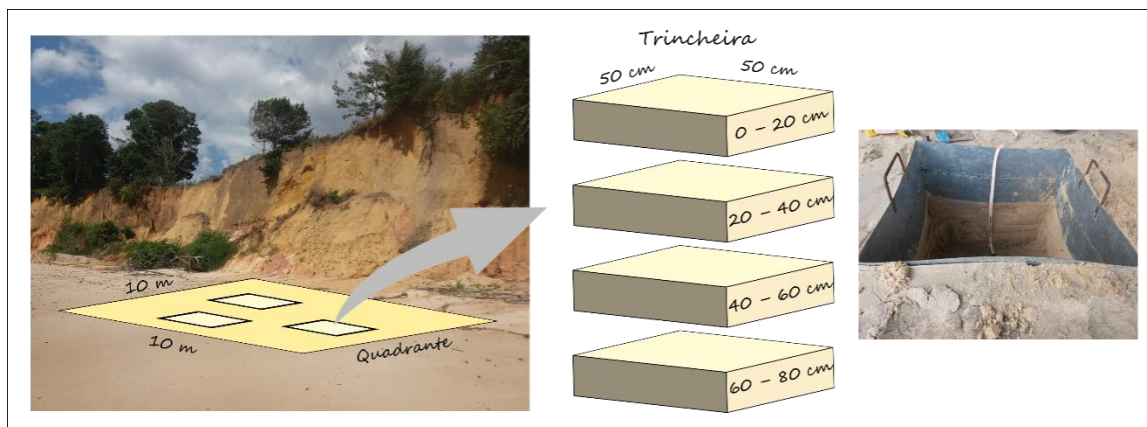 10 m
10 m
Quadrante
Trincheira
50 cm
50 cm
0 - 20 cm
20 - 40 cm
40 - 60 cm
60 - 80 cm